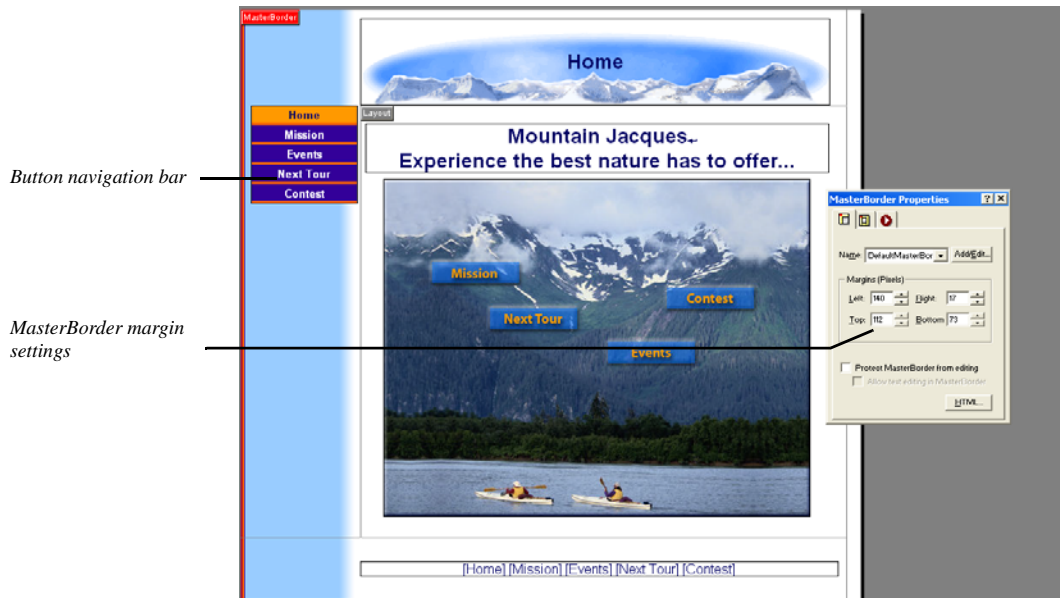 MasterBorder
Home
Home
Mission
Events
Next Tour
Contest
Layout
Mountain Jacques
Experience the best nature has to offer...
Button navigation bar
Mission
Next Tour
Contest
Events
MasterBorder Properties
Name: DefaultMasterBor Add/Edit...
Margins (Pixels)
Left: 140 Right: 17
Top: 112 Bottom: 73
Protect MasterBorder from editing
Allow text editing in MasterBorder
HTML...
MasterBorder margin
settings
[Home] [Mission] [Events] [Next Tour] [Contest]